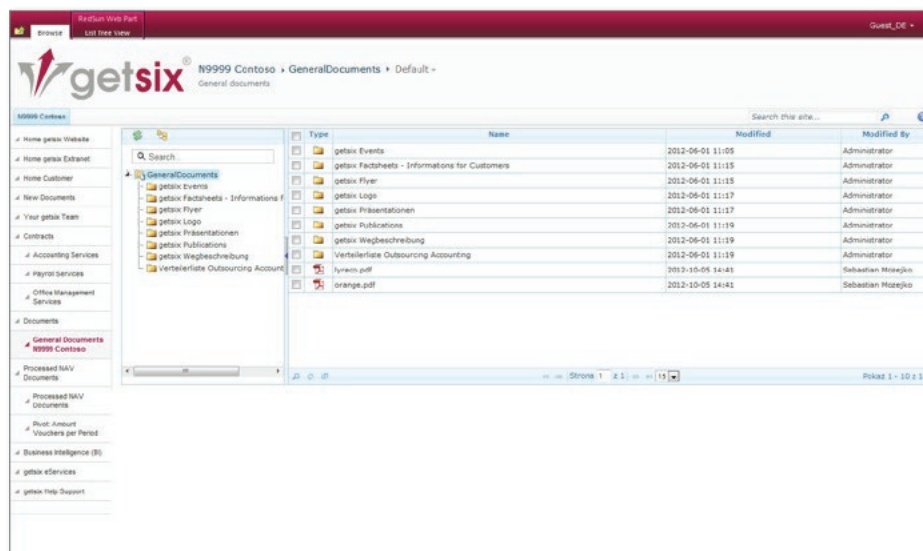 RedSun Web Part
Browse
List Tree View
Guest_DE
getsix®
N9999 Contoso › GeneralDocuments › Default
General documents
N9999 Contoso
Search this site...
Home getsix Website
Home getsix Extranet
Home Customer
New Documents
Your getsix Team
Contracts
Accounting Services
Payroll Services
Office Management
Services
Documents
General Documents
N9999 Contoso
Processed NAV
Documents
Processed NAV
Documents
Pivot: Amount
Vouchers per Period
Business Intelligence (BI)
getsix eServices
getsix Help Support
Search
GeneralDocuments
getsix Events
getsix Factsheets - Informations f
getsix Flyer
getsix Logo
getsix Präsentationen
getsix Publications
getsix Wegbeschreibung
Verteilerliste Outsourcing Account
Type Name Modified Modified By
getsix Events 2012-06-01 11:05 Administrator
getsix Factsheets - Informations for Customers 2012-06-01 11:15 Administrator
getsix Flyer 2012-06-01 11:15 Administrator
getsix Logo 2012-06-01 11:17 Administrator
getsix Präsentationen 2012-06-01 11:17 Administrator
getsix Publications 2012-06-01 11:19 Administrator
getsix Wegbeschreibung 2012-06-01 11:19 Administrator
Verteilerliste Outsourcing Accounting 2012-06-01 11:19 Administrator
lyreco.pdf 2012-10-05 14:41 Sebastian Mozejko
orange.pdf 2012-10-05 14:41 Sebastian Mozejko
Strona 1 z 1 15
Pokaz 1 - 10 z 1